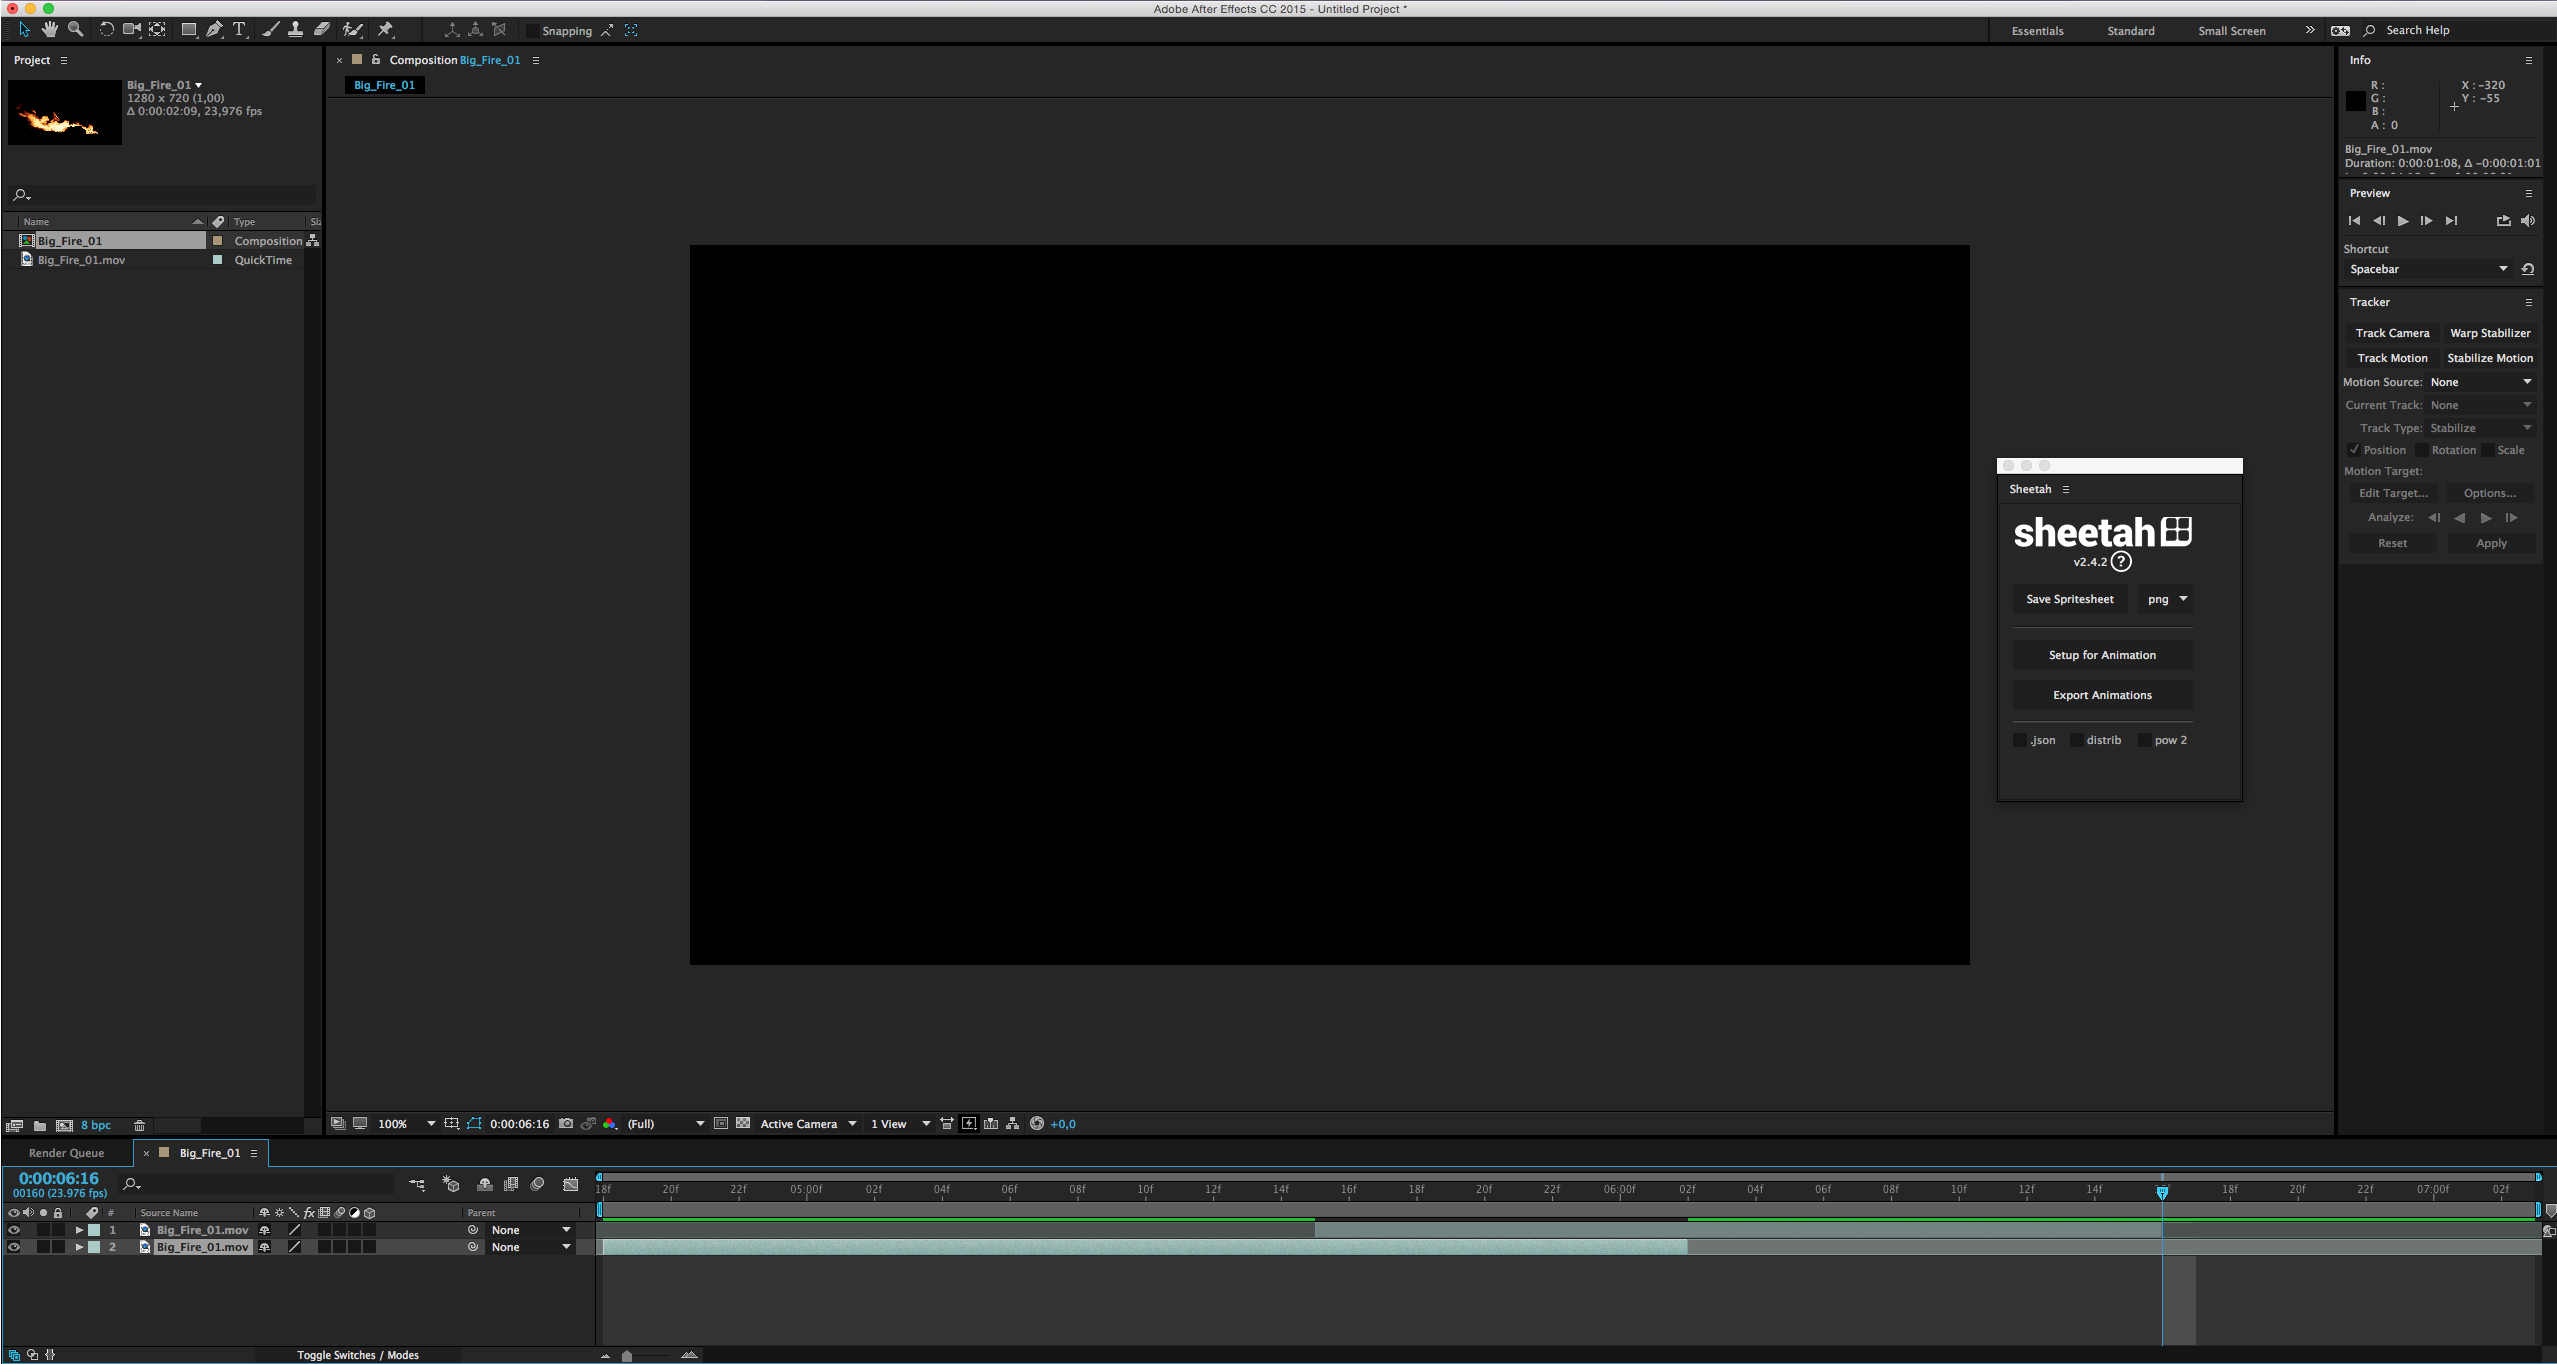 Adobe After Effects CC 2015 - Untitled Project *
Snapping
Essentials
Standard
Small Screen
Search Help
Project
Big_Fire_01
1280 x 720 (1,00)
Δ 0:00:02:09, 23,976 fps
Name Type Siz
Big_Fire_01 Composition
Big_Fire_01.mov QuickTime
8 bpc
Composition Big_Fire_01
Big_Fire_01
100% 0:00:06:16 (Full) Active Camera 1 View +0,0
Info
R : X : -320
G : Y : -55
B :
A : 0
Big_Fire_01.mov
Duration: 0:00:01:08, Δ -0:00:01:01
Preview
Shortcut
Spacebar
Tracker
Track Camera Warp Stabilizer
Track Motion Stabilize Motion
Motion Source: None
Current Track: None
Track Type: Stabilize
Position Rotation Scale
Motion Target:
Edit Target... Options...
Analyze:
Reset Apply
Sheetah
sheetah
v2.4.2 ?
Save Spritesheet png
Setup for Animation
Export Animations
.json distrib pow 2
Render Queue Big_Fire_01
0:00:06:16
00160 (23.976 fps)
18f 20f 22f 05:00f 02f 04f 06f 08f 10f 12f 14f 16f 18f 20f 22f 06:00f 02f 04f 06f 08f 10f 12f 14f 18f 20f 22f 07:00f 02f
# Source Name fx Parent
1 Big_Fire_01.mov None
2 Big_Fire_01.mov None
Toggle Switches / Modes